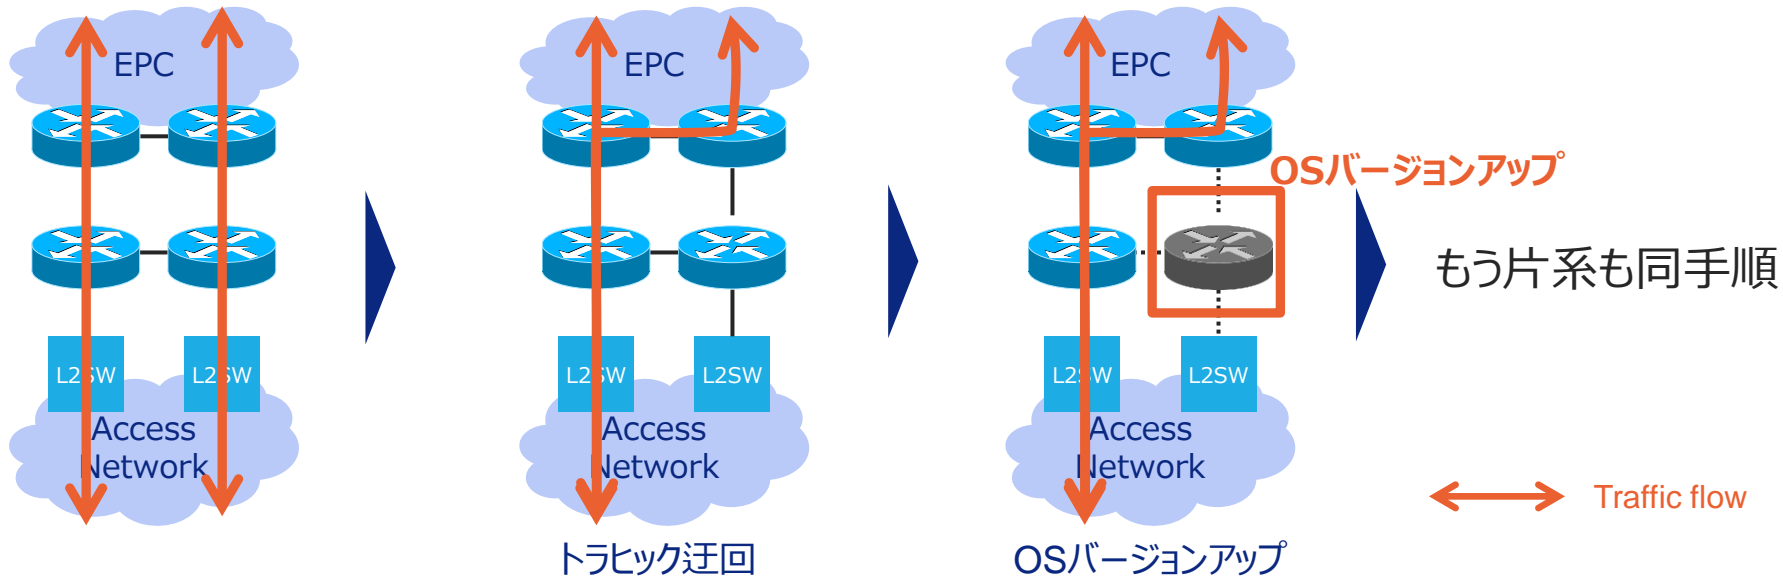 EPC
L2SW
L2SW
Access
Network
EPC
L2SW
L2SW
Access
Network
トラヒック迂回
EPC
OSバージョンアップ
L2SW
L2SW
Access
Network
OSバージョンアップ
もう片系も同手順
Traffic flow